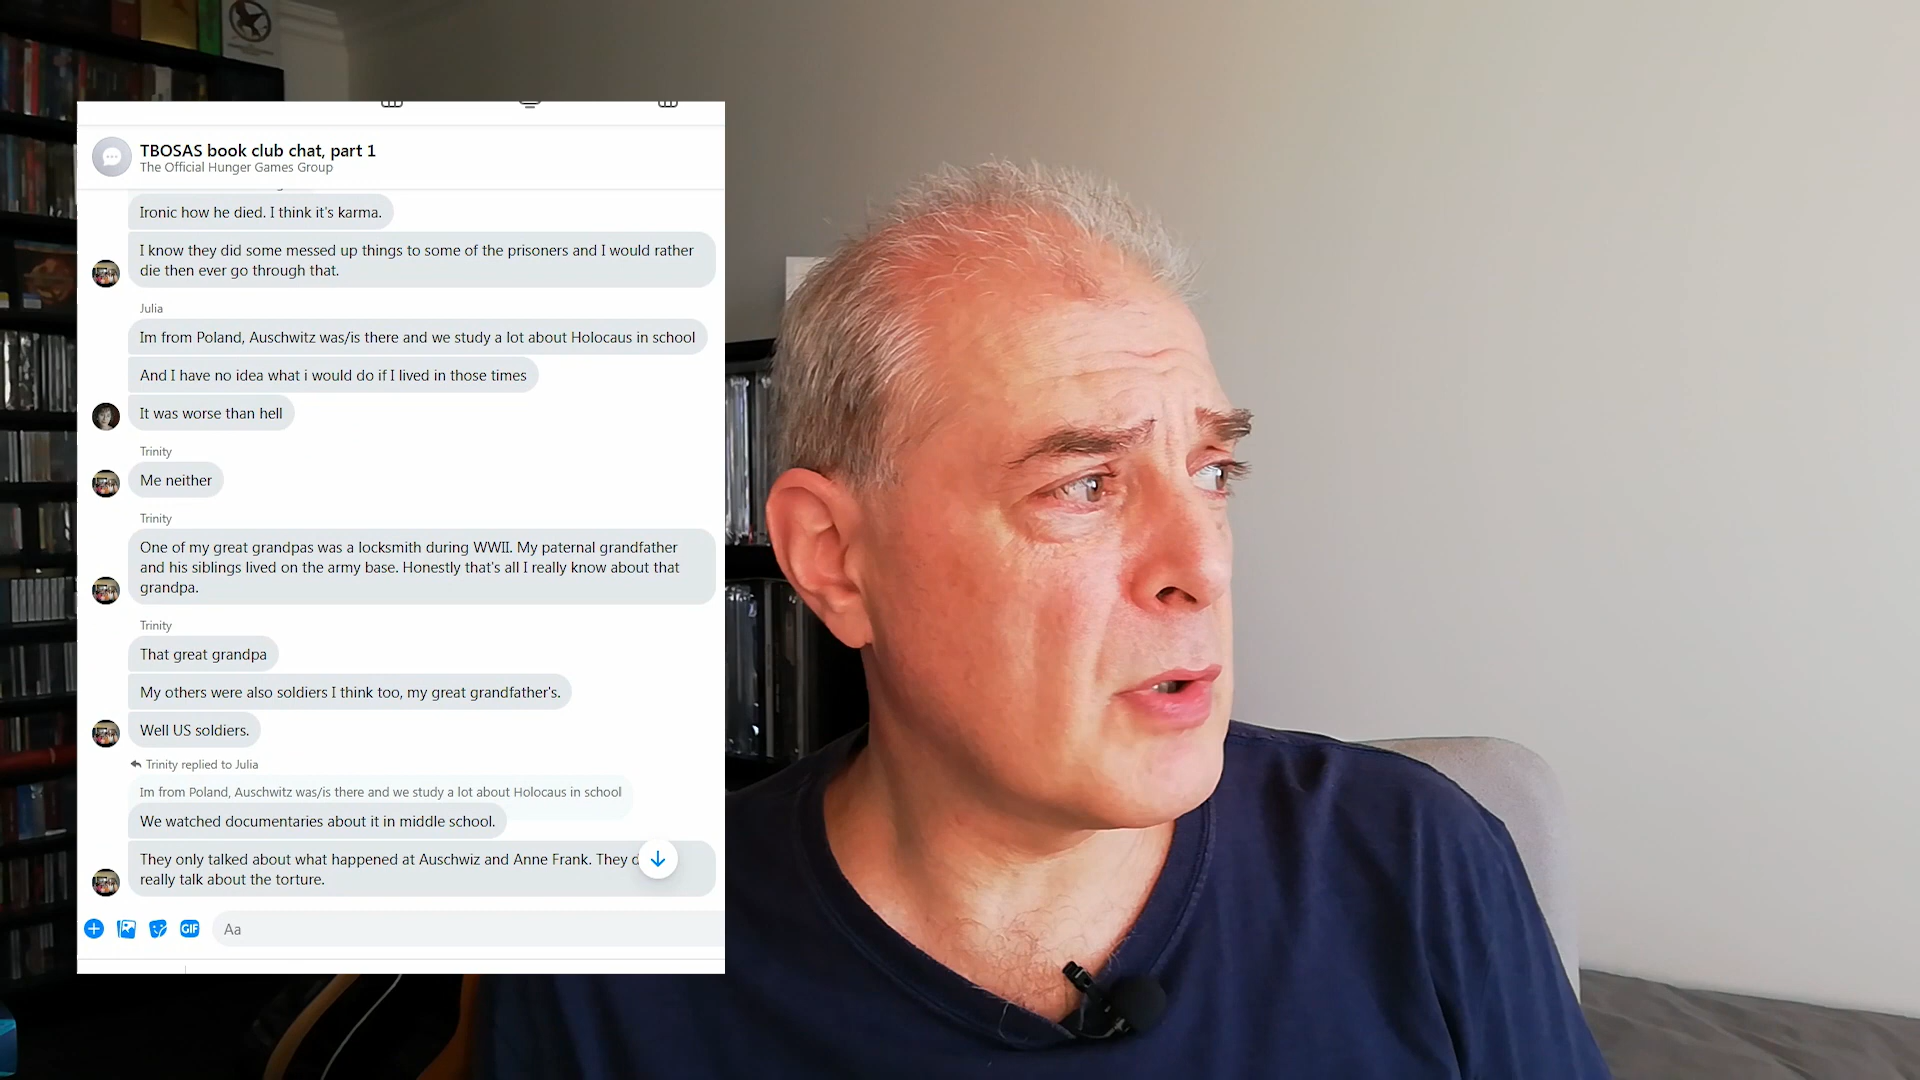 TBOSAS book club chat, part 1
The Official Hunger Games Group
Ironic how he died. I think it's karma.
I know they did some messed up things to some of the prisoners and I would rather
die then ever go through that.
Julia
Im from Poland, Auschwitz was/is there and we study a lot about Holocaus in school
And I have no idea what i would do if I lived in those times
It was worse than hell
Trinity
Me neither
Trinity
One of my great grandpas was a locksmith during WWII. My paternal grandfather
and his siblings lived on the army base. Honestly that's all I really know about that
grandpa.
Trinity
That great grandpa
My others were also soldiers I think too, my great grandfather's.
Well US soldiers.
Trinity replied to Julia
Im from Poland, Auschwitz was/is there and we study a lot about Holocaus in school
We watched documentaries about it in middle school.
They only talked about what happened at Auschwiz and Anne Frank. They
really talk about the torture.
GIF
Aa